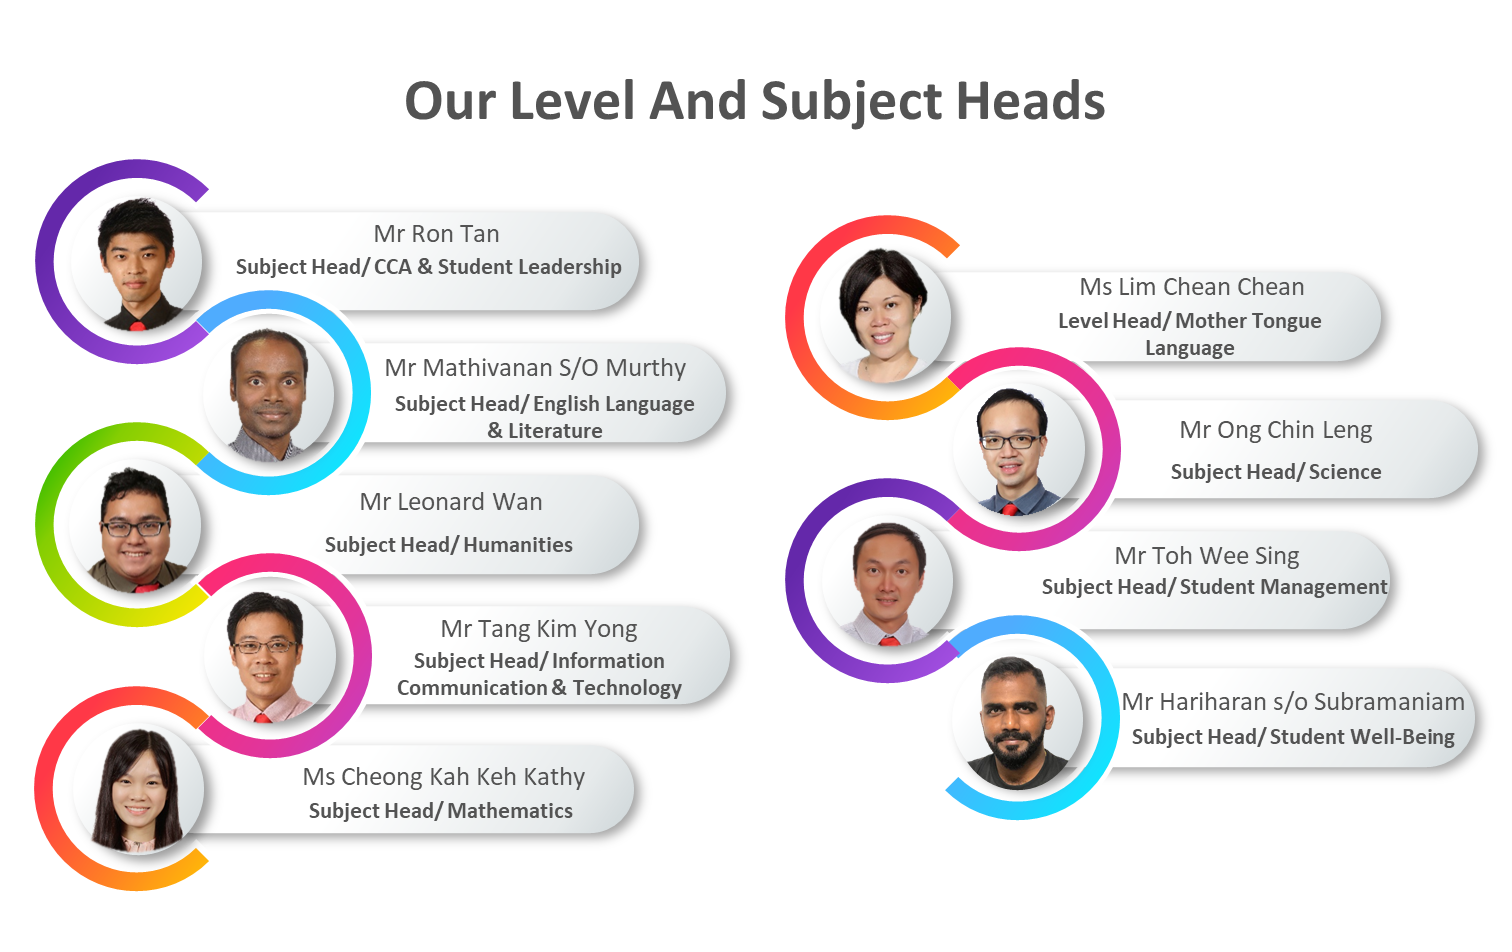 Our Level And Subject Heads
Mr Ron Tan
Subject Head/ CCA & Student Leadership
Mr Mathivanan S/O Murthy
Subject Head/ English Language
& Literature
Mr Leonard Wan
Subject Head/ Humanities
Mr Tang Kim Yong
Subject Head/ Information
Communication & Technology
Ms Cheong Kah Keh Kathy
Subject Head/ Mathematics
Ms Lim Chean Chean
Level Head/ Mother Tongue
Language
Mr Ong Chin Leng
Subject Head/ Science
Mr Toh Wee Sing
Subject Head/ Student Management
Mr Hariharan s/o Subramaniam
Subject Head/ Student Well-Being